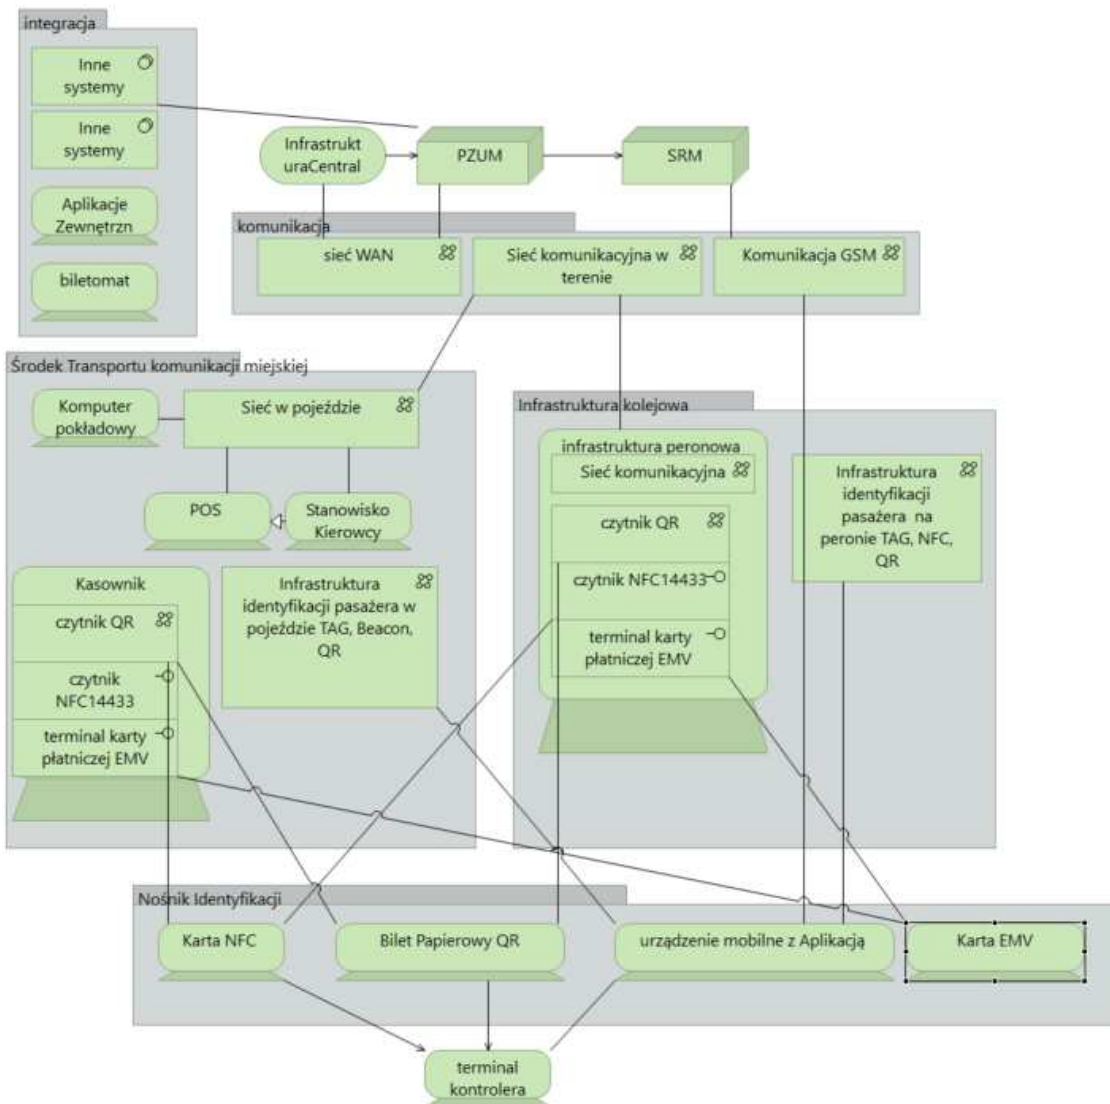 integracja
Inne
systemy
Inne
systemy
Aplikacje
Zewnętrzn
biletomat
Infrastrukt
uraCentral
PZUM
SRM
komunikacja
sieć WAN
Sieć komunikacyjna w
terenie
Komunikacja GSM
Środek Transportu komunikacji miejskiej
Komputer
pokładowy
Sieć w pojeździe
POS
Stanowisko
Kierowcy
Kasownik
czytnik QR
czytnik
NFC14433
terminal karty
płatniczej EMV
Infrastruktura
identyfikacji pasażera w
pojeździe TAG, Beacon,
QR
Infrastruktura kolejowa
infrastruktura peronowa
Sieć komunikacyjna
czytnik QR
czytnik NFC14433
terminal karty
płatniczej EMV
Infrastruktura
identyfikacji
pasażera na
peronie TAG, NFC,
QR
Nośnik Identyfikacji
Karta NFC
Bilet Papierowy QR
urządzenie mobilne z Aplikacją
Karta EMV
terminal
kontrolera